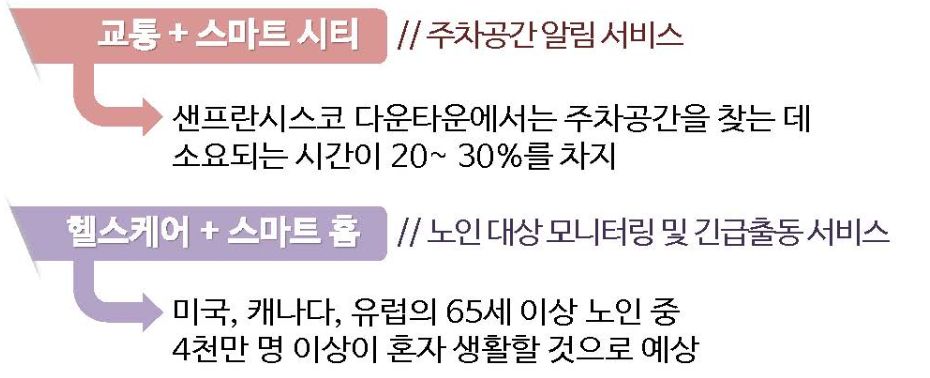 교통 + 스마트 시티 // 주차공간 알림 서비스
샌프란시스코 다운타운에서는 주차공간을 찾는 데
소요되는 시간이 20~ 30%를 차지
헬스케어 + 스마트 홈 // 노인 대상 모니터링 및 긴급출동 서비스
미국, 캐나다, 유럽의 65세 이상 노인 중
4천만 명 이상이 혼자 생활할 것으로 예상